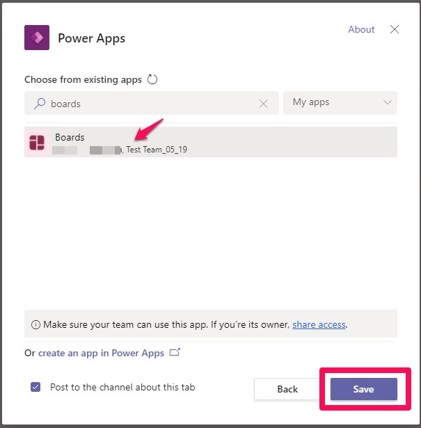 Power Apps
About
Choose from existing apps
boards
My apps
Boards
, Test Team_05_19
Make sure your team can use this app. If you're its owner, share access.
Or create an app in Power Apps
Post to the channel about this tab
Back
Save